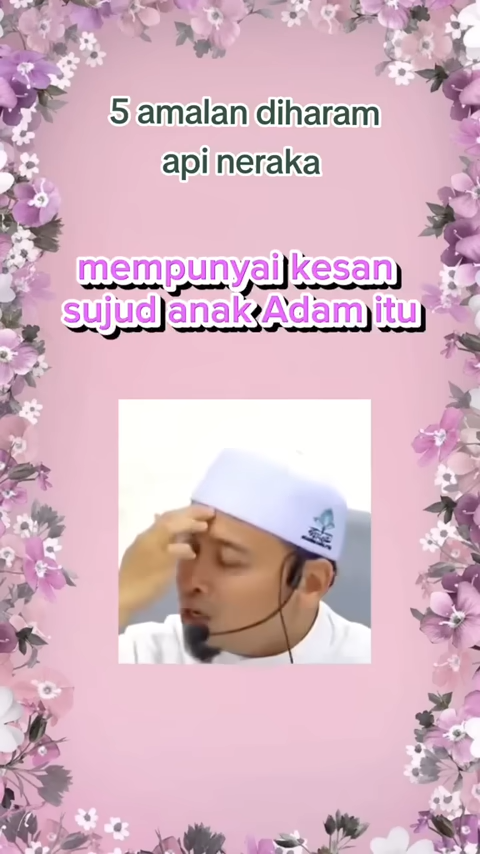 5 amalan diharam
api neraka
mempunyai kesan
sujud anak Adam itu